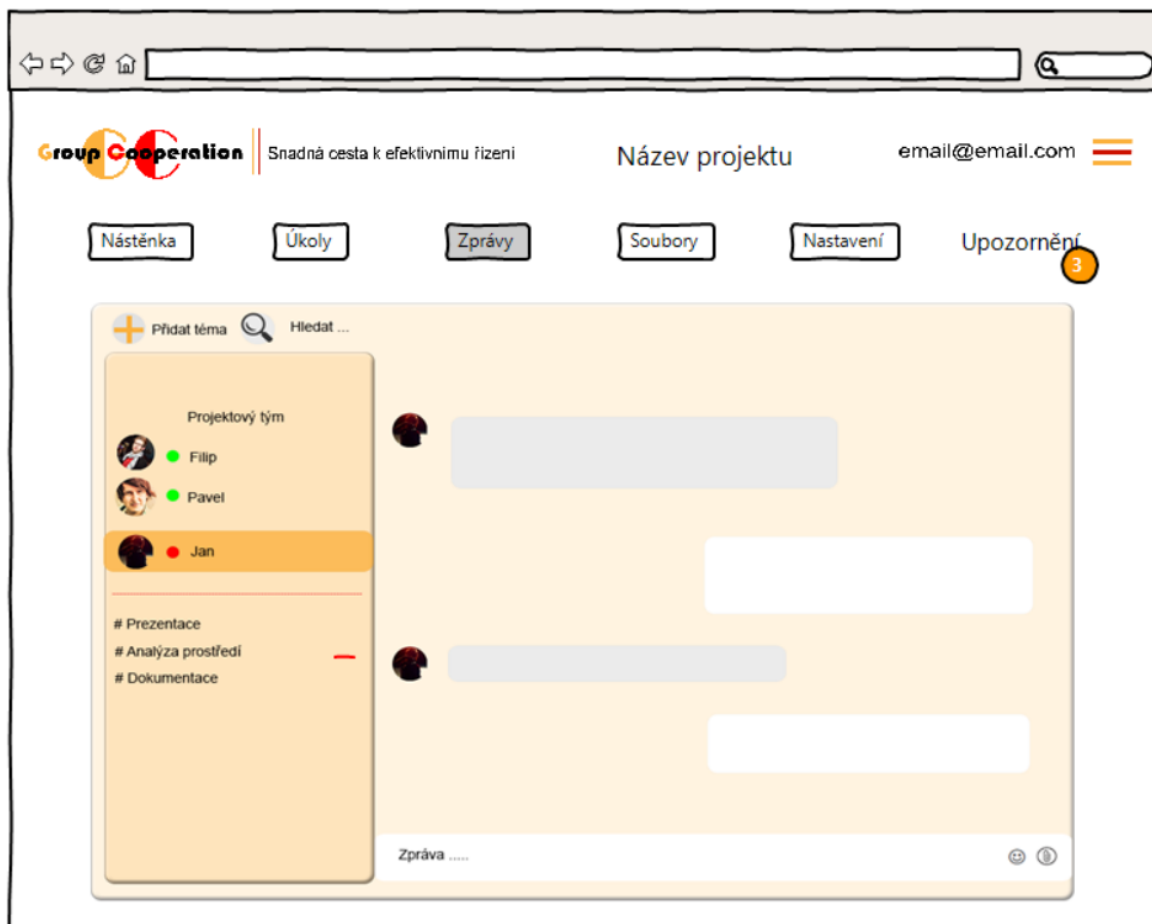 Group Cooperation
Snadná cesta k efektivnímu řízení
Název projektu
email@email.com
Nástěnka
Úkoly
Zprávy
Soubory
Nastavení
Upozornění
3
Přidat téma
Hledat ...
Projektový tým
Filip
Pavel
Jan
# Prezentace
# Analýza prostředí
# Dokumentace
Zpráva .....